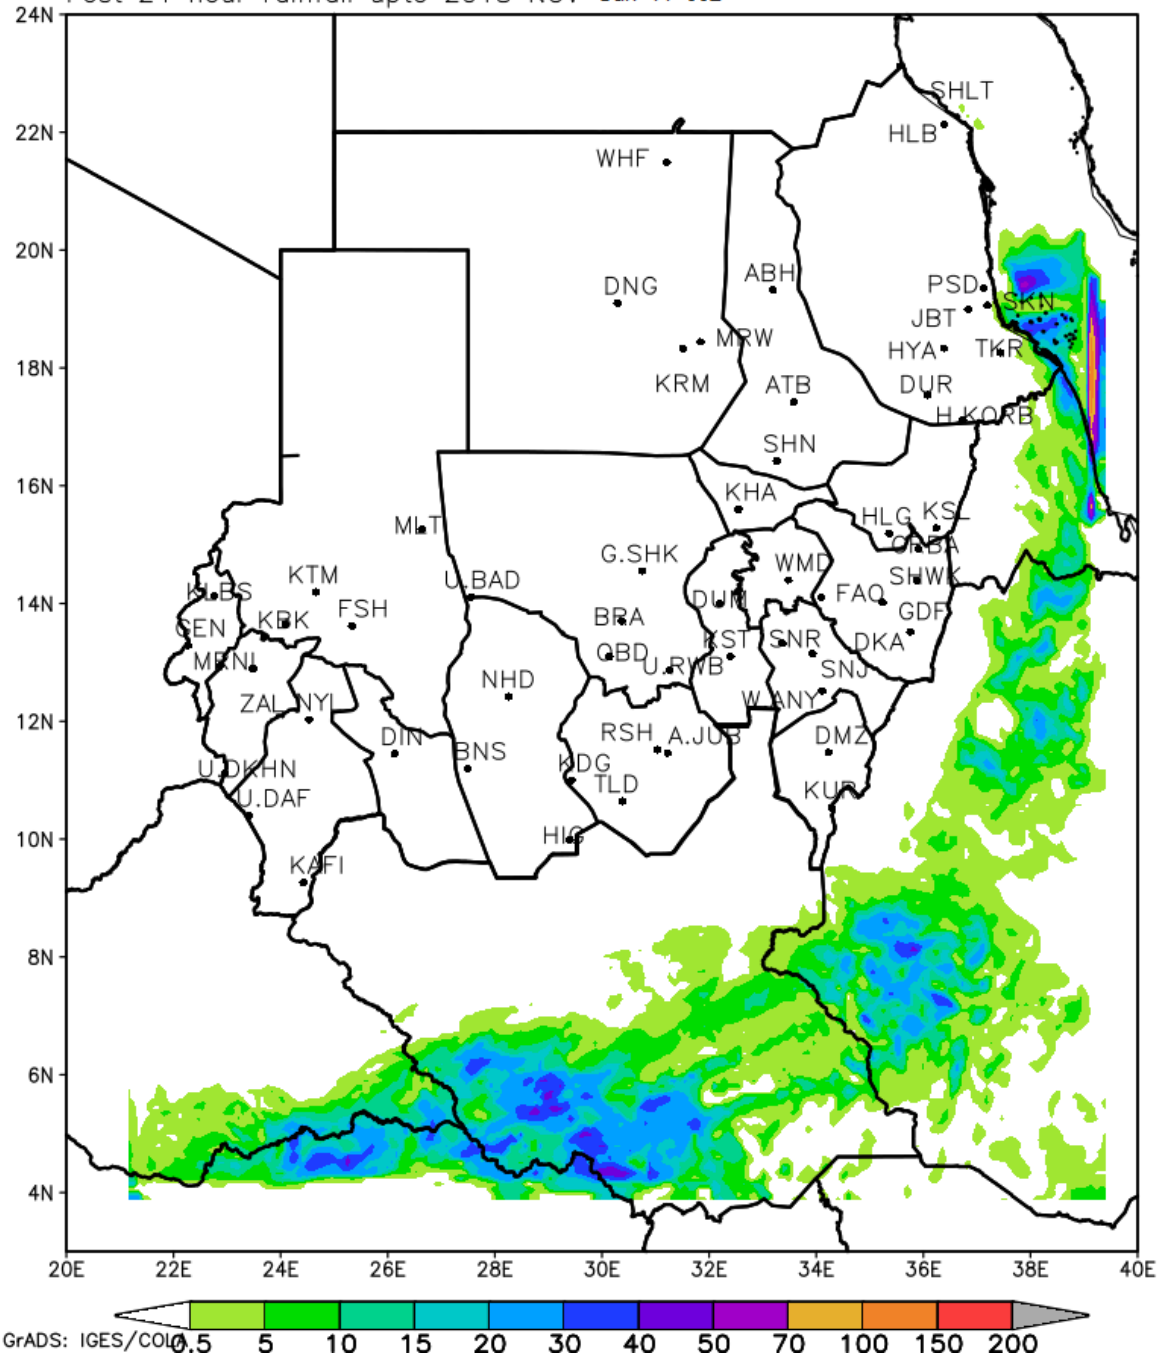 24N
SHLT
22N
HLB
WHF
20N
ABH
DNG
PSD
SKN
JBT
MRW
HYA
TKR
18N
KRM
ATB
DUR
H.KORB
SHN
16N
KHA
HLG
KSL
MLT
GRBA
G.SHK
WMD
KTM
U.BAD
SHWK
KLBS
FAO
14N
DUM
FSH
GDF
KBK
BRA
GEN
KST
SNR
DKA
OBD
MRNI
U.RWB
SNJ
NHD
ZAL
NYL
W.ANY
12N
RSH
A.JUB
DMZ
DIN
BNS
KDG
U.DKHN
TLD
KUR
U.DAF
10N
HIG
KAFI
8N
6N
4N
20E 22E 24E 26E 28E 30E 32E 34E 36E 38E 40E
GrADS: IGES/COLA
0.5 5 10 15 20 30 40 50 70 100 150 200